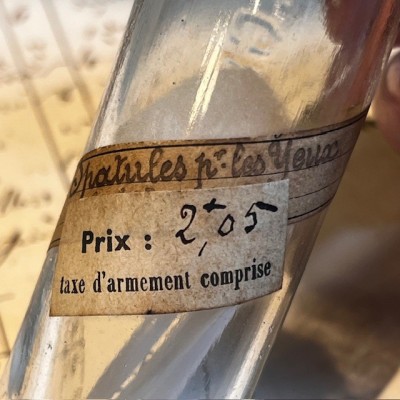 Spatules pr les Yeux
Prix : 2,05
taxe d'armement comprise